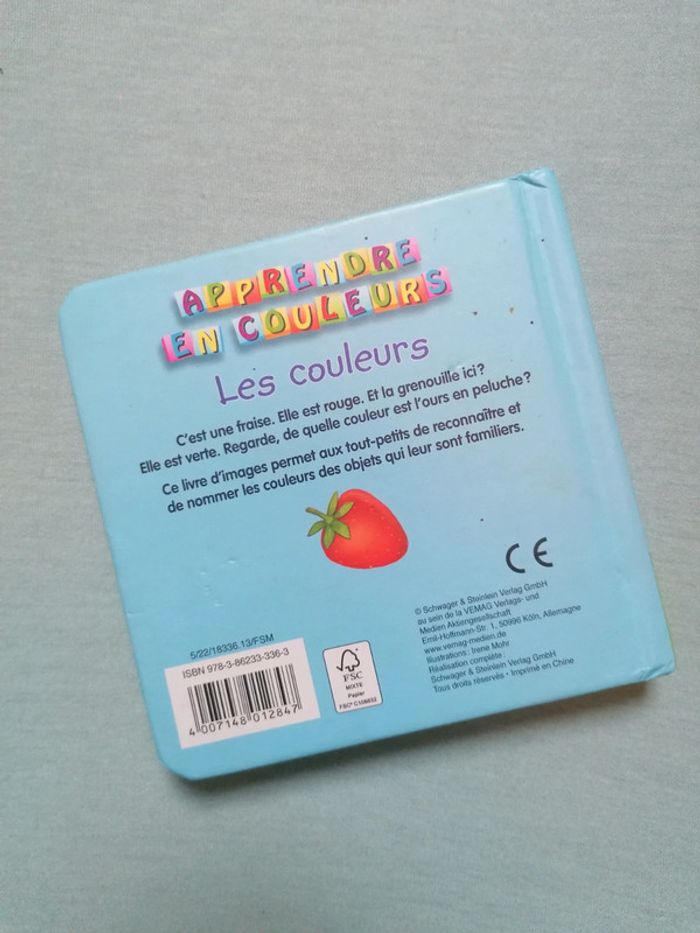 APPRENDRE
EN COULEURS
Les couleurs
C'est une fraise. Elle est rouge. Et la grenouille ici?
Elle est verte. Regarde, de quelle couleur est l'ours en peluche?
Ce livre d'images permet aux tout-petits de reconnaître et
de nommer les couleurs des objets qui leur sont familiers.
CE
© Schwager & Steinlein Verlag GmbH
au sein de la VEMAG Verlags- und
Medien Aktiengesellschaft
Emil-Hoffmann-Str. 1, 50996 Köln, Allemagne
www.vemag-medien.de
Illustrations: Irene Mohr
Réalisation complète:
Schwager & Steinlein Verlag GmbH
Tous droits réservés • Imprimé en Chine
5/22/18336.13/FSM
ISBN 978-3-86233-336-3
4 007148 012847
FSC
MIXTE
Papier